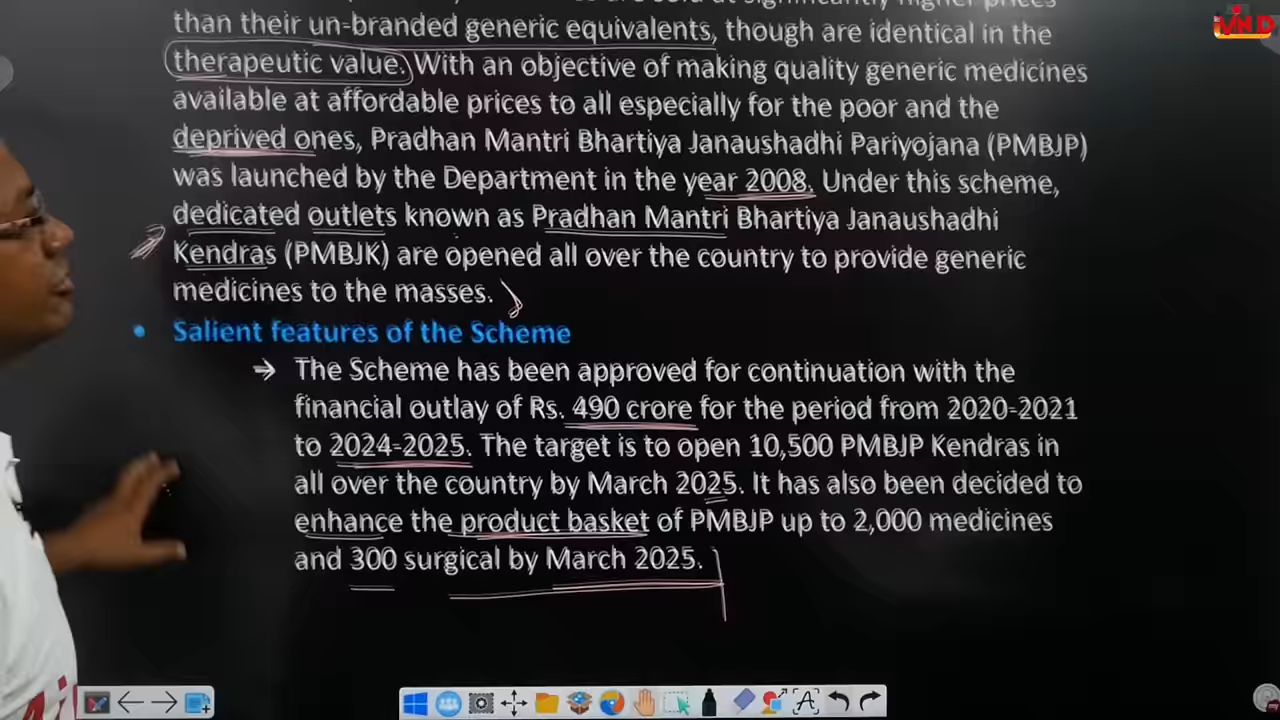 than their un-branded generic equivalents, though are identical in the
therapeutic value. With an objective of making quality generic medicines
available at affordable prices to all especially for the poor and the
deprived ones, Pradhan Mantri Bhartiya Janaushadhi Pariyojana (PMBJP)
was launched by the Department in the year 2008. Under this scheme,
dedicated outlets known as Pradhan Mantri Bhartiya Janaushadhi
Kendras (PMBJK) are opened all over the country to provide generic
medicines to the masses.
• Salient features of the Scheme
→ The Scheme has been approved for continuation with the
financial outlay of Rs. 490 crore for the period from 2020-2021
to 2024-2025. The target is to open 10,500 PMBJP Kendras in
all over the country by March 2025. It has also been decided to
enhance the product basket of PMBJP up to 2,000 medicines
and 300 surgical by March 2025.